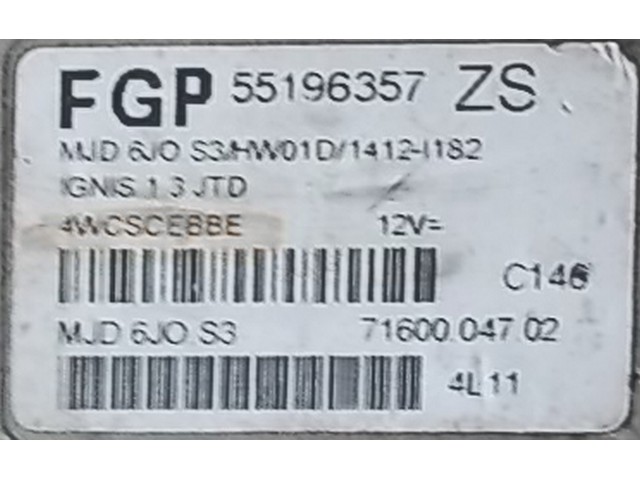 FGP 55196357 ZS
MJD 6JO S3/HW01D/1412-I182
IGNIS 1.3 JTD
4WCSCEBBE 12V=
C146
MJD 6JO S3 71600.047.02
4L11